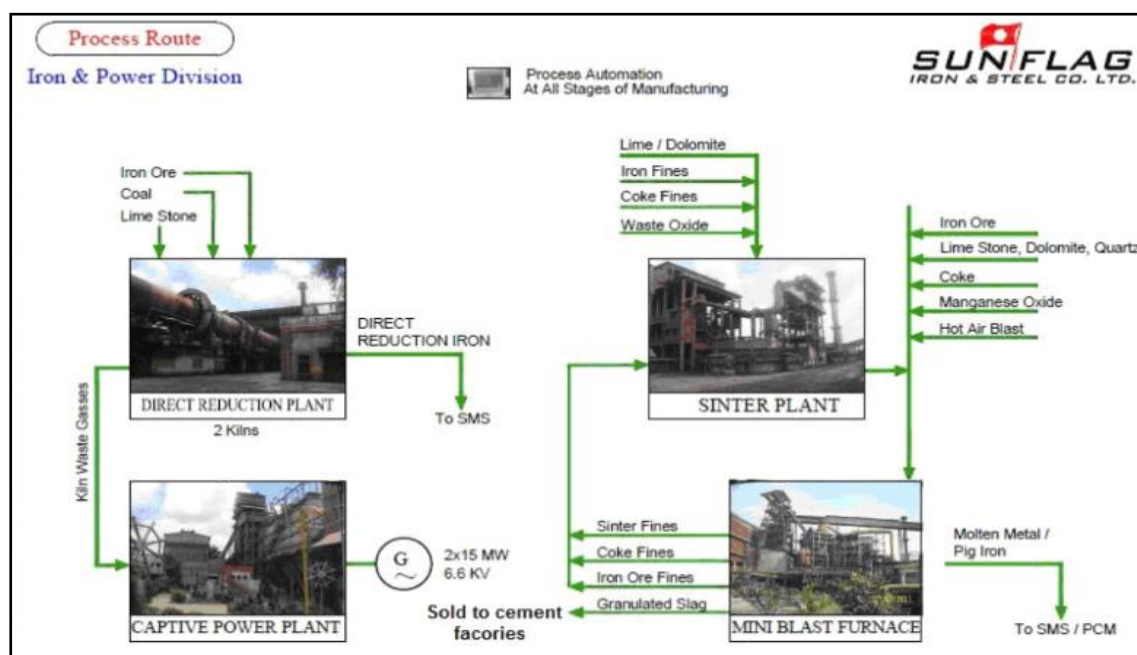 Process Route
Iron & Power Division
Process Automation
At All Stages of Manufacturing
SUNFLAG
IRON & STEEL CO. LTD.
Iron Ore
Coal
Lime Stone
DIRECT
REDUCTION IRON
To SMS
DIRECT REDUCTION PLANT
2 Kilns
Kiln Waste Gasses
CAPTIVE POWER PLANT
G
2x15 MW
6.6 KV
Lime / Dolomite
Iron Fines
Coke Fines
Waste Oxide
SINTER PLANT
Iron Ore
Lime Stone, Dolomite, Quartz
Coke
Manganese Oxide
Hot Air Blast
Sinter Fines
Coke Fines
Iron Ore Fines
Granulated Slag
Sold to cement
facories
MINI BLAST FURNACE
Molten Metal /
Pig Iron
To SMS / PCM